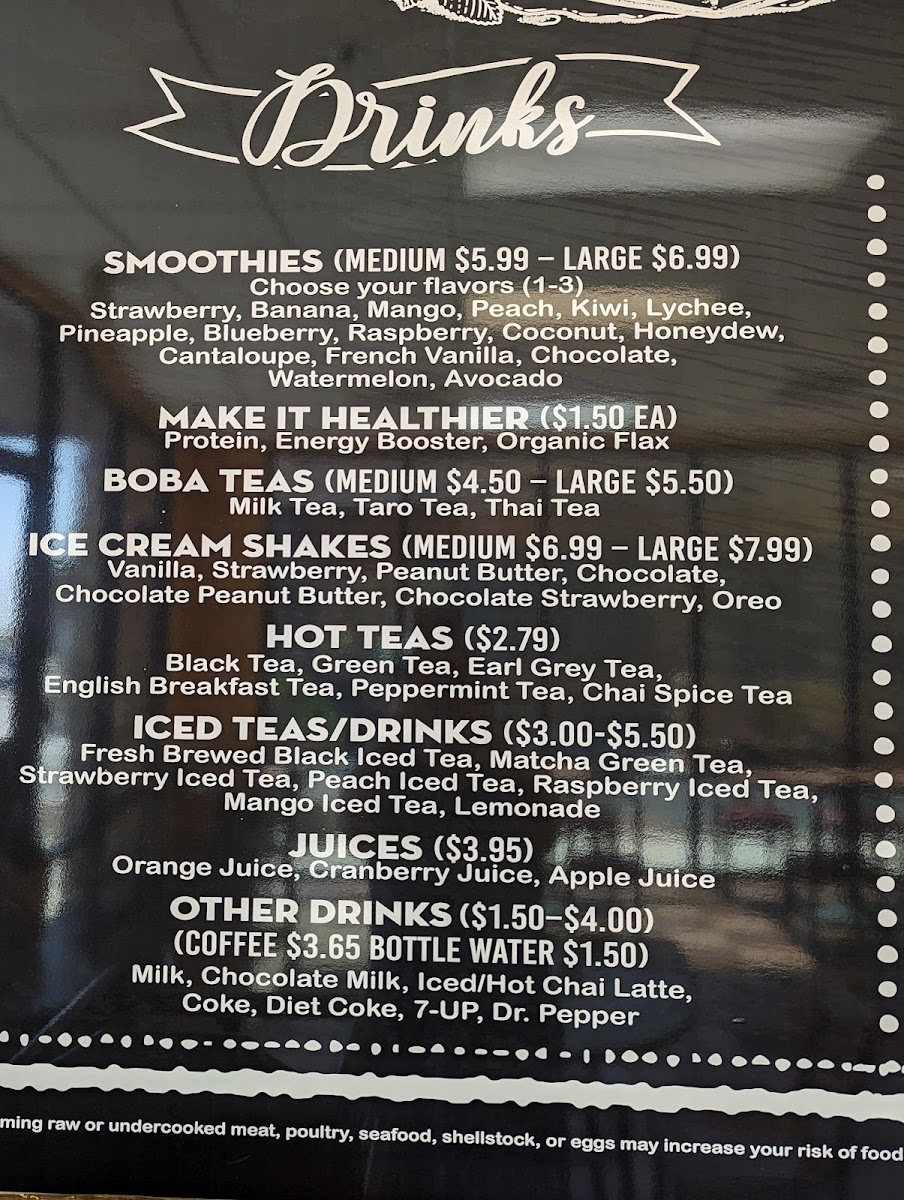 Drinks
SMOOTHIES (MEDIUM $5.99 – LARGE $6.99)
Choose your flavors (1-3)
Strawberry, Banana, Mango, Peach, Kiwi, Lychee,
Pineapple, Blueberry, Raspberry, Coconut, Honeydew,
Cantaloupe, French Vanilla, Chocolate,
Watermelon, Avocado
MAKE IT HEALTHIER ($1.50 EA)
Protein, Energy Booster, Organic Flax
BOBA TEAS (MEDIUM $4.50 – LARGE $5.50)
Milk Tea, Taro Tea, Thai Tea
ICE CREAM SHAKES (MEDIUM $6.99 – LARGE $7.99)
Vanilla, Strawberry, Peanut Butter, Chocolate,
Chocolate Peanut Butter, Chocolate Strawberry, Oreo
HOT TEAS ($2.79)
Black Tea, Green Tea, Earl Grey Tea,
English Breakfast Tea, Peppermint Tea, Chai Spice Tea
ICED TEAS/DRINKS ($3.00-$5.50)
Fresh Brewed Black Iced Tea, Matcha Green Tea,
Strawberry Iced Tea, Peach Iced Tea, Raspberry Iced Tea,
Mango Iced Tea, Lemonade
JUICES ($3.95)
Orange Juice, Cranberry Juice, Apple Juice
OTHER DRINKS ($1.50–$4.00)
(COFFEE $3.65 BOTTLE WATER $1.50)
Milk, Chocolate Milk, Iced/Hot Chai Latte,
Coke, Diet Coke, 7-UP, Dr. Pepper
ming raw or undercooked meat, poultry, seafood, shellstock, or eggs may increase your risk of food